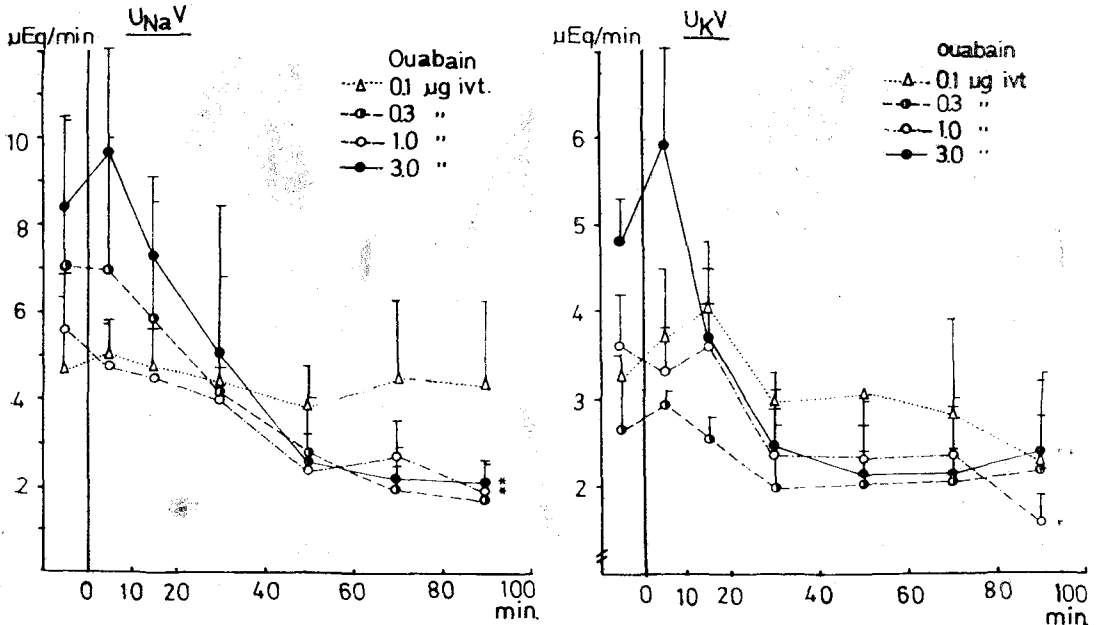 UNaV
µEq/min
Ouabain
0.1 µg ivt.
0.3 "
1.0 "
3.0 "
10
8
6
4
2
0 20 40 60 80 100
min.
UKV
µEq/min
ouabain
0.1 µg ivt
0.3 "
1.0 "
3.0 "
6
5
4
3
2
0 10 20 40 60 80 100
min.
*
*